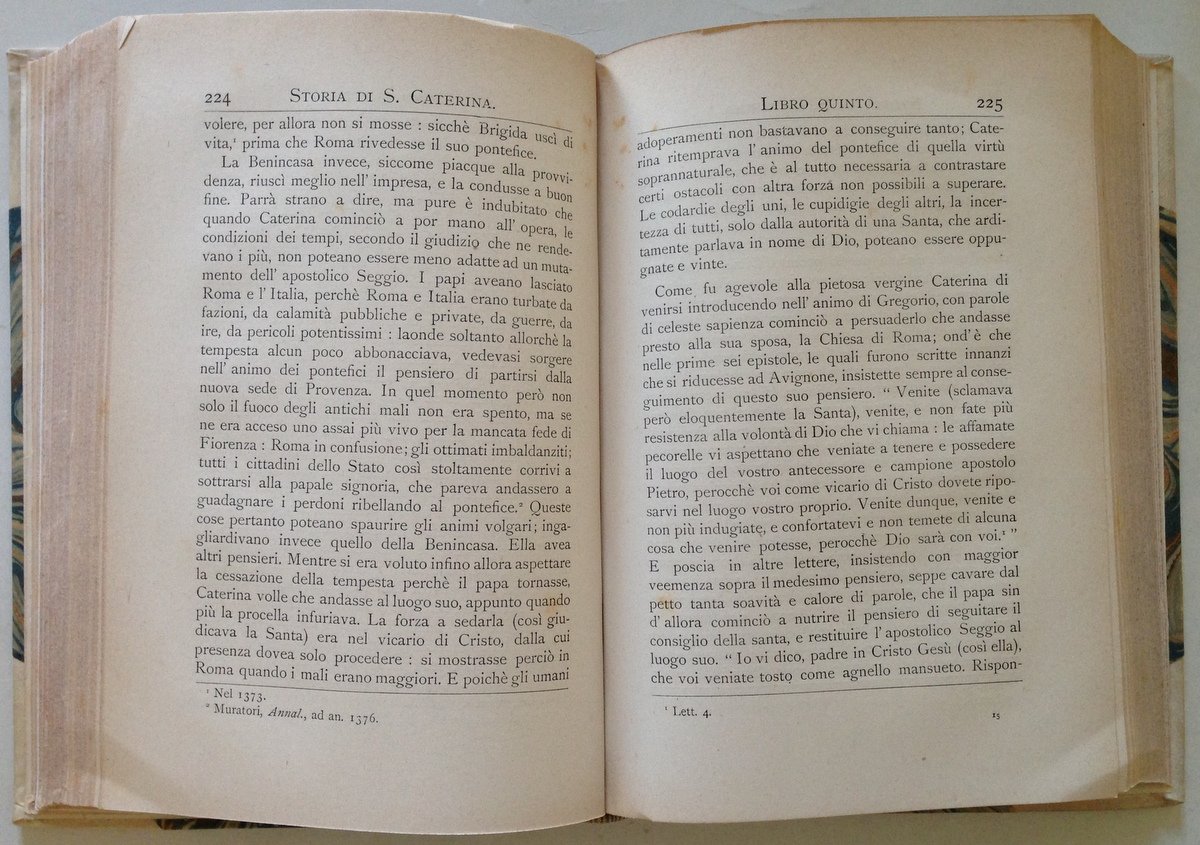 224 STORIA DI S. CATERINA.
volere, per allora non si mosse : sicchè Brigida uscì di
vita,¹ prima che Roma rivedesse il suo pontefice.
La Benincasa invece, siccome piacque alla provvi-
denza, riuscì meglio nell' impresa, e la condusse a buon
fine. Parrà strano a dire, ma pure è indubitato che
quando Caterina cominciò a por mano all' opera, le
condizioni dei tempi, secondo il giudizio che ne rende-
vano i più, non poteano essere meno adatte ad un muta-
mento dell' apostolico Seggio. I papi aveano lasciato
Roma e l' Italia, perchè Roma e Italia erano turbate da
fazioni, da calamità pubbliche e private, da guerre, da
ire, da pericoli potentissimi : laonde soltanto allorchè la
tempesta alcun poco abbonacciava, vedevasi sorgere
nell' animo dei pontefici il pensiero di partirsi dalla
nuova sede di Provenza. In quel momento però non
solo il fuoco degli antichi mali non era spento, ma se
ne era acceso uno assai più vivo per la mancata fede di
Fiorenza : Roma in confusione; gli ottimati imbaldanziti;
tutti i cittadini dello Stato così stoltamente corrivi a
sottrarsi alla papale signoria, che pareva andassero a
guadagnare i perdoni ribellando al pontefice.² Queste
cose pertanto poteano spaurire gli animi volgari; inga-
gliardivano invece quello della Benincasa. Ella avea
altri pensieri. Mentre si era voluto infino allora aspettare
la cessazione della tempesta perchè il papa tornasse,
Caterina volle che andasse al luogo suo, appunto quando
più la procella infuriava. La forza a sedarla (così giu-
dicava la Santa) era nel vicario di Cristo, dalla cui
presenza dovea solo procedere : si mostrasse perciò in
Roma quando i mali erano maggiori. E poichè gli umani
¹ Nel 1373.
² Muratori, Annal., ad an. 1376.
LIBRO QUINTO. 225
adoperamenti non bastavano a conseguire tanto; Cate-
rina ritemprava l' animo del pontefice di quella virtù
soprannaturale, che è al tutto necessaria a contrastare
certi ostacoli con altra forza non possibili a superare.
Le codardie degli uni, le cupidigie degli altri, la incer-
tezza di tutti, solo dalla autorità di una Santa, che ardi-
tamente parlava in nome di Dio, poteano essere oppu-
gnate e vinte.
Come fu agevole alla pietosa vergine Caterina di
venirsi introducendo nell' animo di Gregorio, con parole
di celeste sapienza cominciò a persuaderlo che andasse
presto alla sua sposa, la Chiesa di Roma; ond' è che
nelle prime sei epistole, le quali furono scritte innanzi
che si riducesse ad Avignone, insistette sempre al conse-
guimento di questo suo pensiero. " Venite (sclamava
però eloquentemente la Santa), venite, e non fate più
resistenza alla volontà di Dio che vi chiama : le affamate
pecorelle vi aspettano che veniate a tenere e possedere
il luogo del vostro antecessore e campione apostolo
Pietro, perocchè voi come vicario di Cristo dovete ripo-
sarvi nel luogo vostro proprio. Venite dunque, venite e
non più indugiate, e confortatevi e non temete di alcuna
cosa che venire potesse, perocchè Dio sarà con voi.¹ "
E poscia in altre lettere, insistendo con maggior
veemenza sopra il medesimo pensiero, seppe cavare dal
petto tanta soavità e calore di parole, che il papa sin
d' allora cominciò a nutrire il pensiero di seguitare il
consiglio della santa, e restituire l' apostolico Seggio al
luogo suo. " Io vi dico, padre in Cristo Gesù (così ella),
che voi veniate tosto come agnello mansueto. Rispon-
¹ Lett. 4.
15